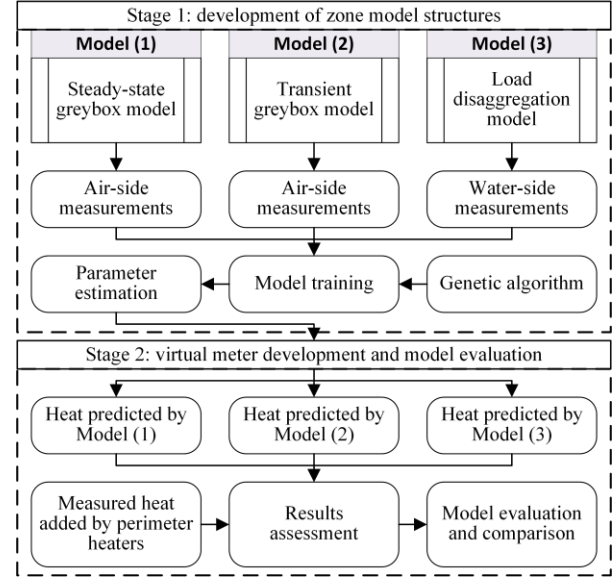 Stage 1: development of zone model structures
Model (1)
Steady-state
greybox model
Model (2)
Transient
greybox model
Model (3)
Load
disaggregation
model
Air-side
measurements
Air-side
measurements
Water-side
measurements
Parameter
estimation
Model training
Genetic algorithm
Stage 2: virtual meter development and model evaluation
Heat predicted by
Model (1)
Heat predicted by
Model (2)
Heat predicted by
Model (3)
Measured heat
added by perimeter
heaters
Results
assessment
Model evaluation
and comparison